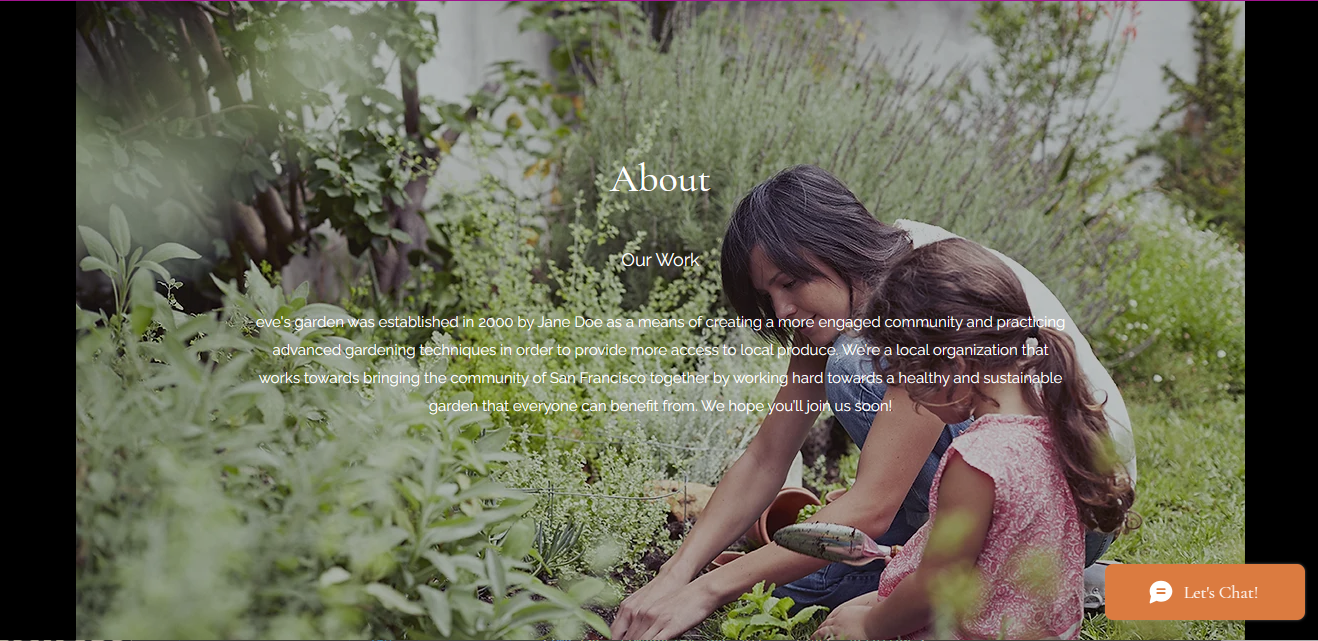 About
Our Work
eve's garden was established in 2000 by Jane Doe as a means of creating a more engaged community and practicing
advanced gardening techniques in order to provide more access to local produce. We're a local organization that
works towards bringing the community of San Francisco together by working hard towards a healthy and sustainable
garden that everyone can benefit from. We hope you'll join us soon!
Let's Chat!